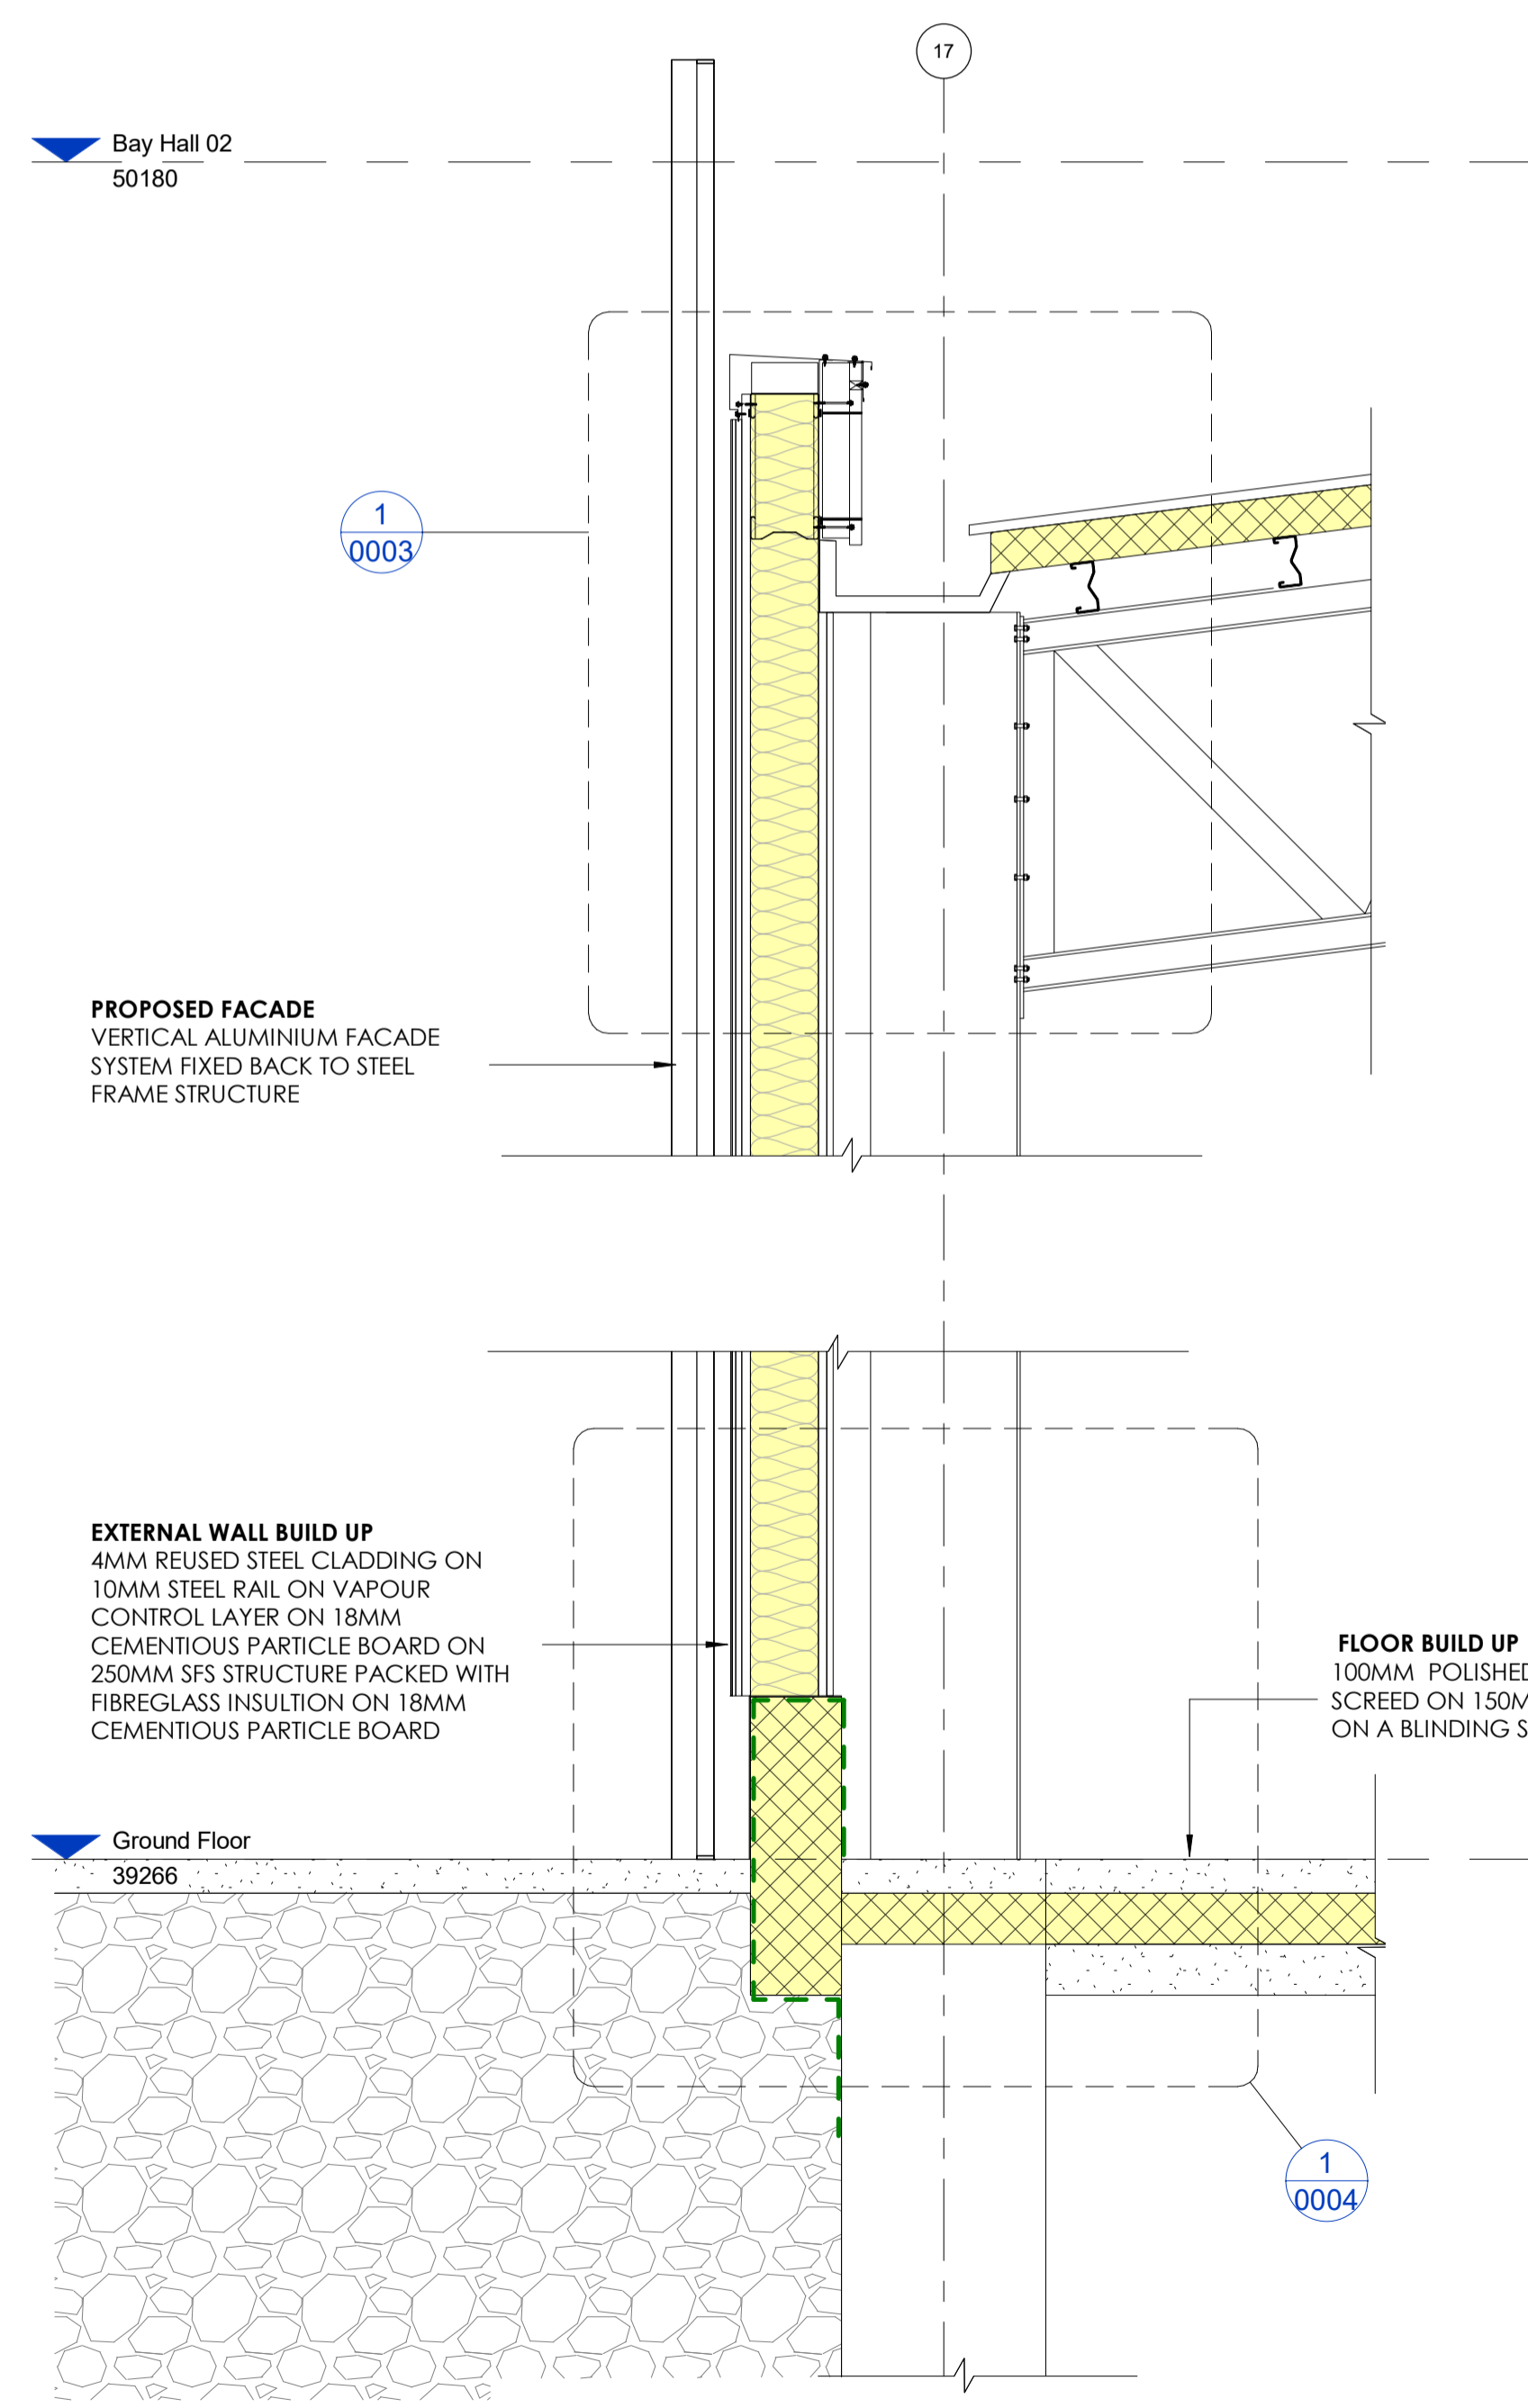 17
Bay Hall 02
50180
1
0003
PROPOSED FACADE
VERTICAL ALUMINIUM FACADE
SYSTEM FIXED BACK TO STEEL
FRAME STRUCTURE
EXTERNAL WALL BUILD UP
4MM REUSED STEEL CLADDING ON
10MM STEEL RAIL ON VAPOUR
CONTROL LAYER ON 18MM
CEMENTIOUS PARTICLE BOARD ON
250MM SFS STRUCTURE PACKED WITH
FIBREGLASS INSULTION ON 18MM
CEMENTIOUS PARTICLE BOARD
FLOOR BUILD UP
100MM POLISHED
SCREED ON 150M
ON A BLINDING S
Ground Floor
39266
1
0004